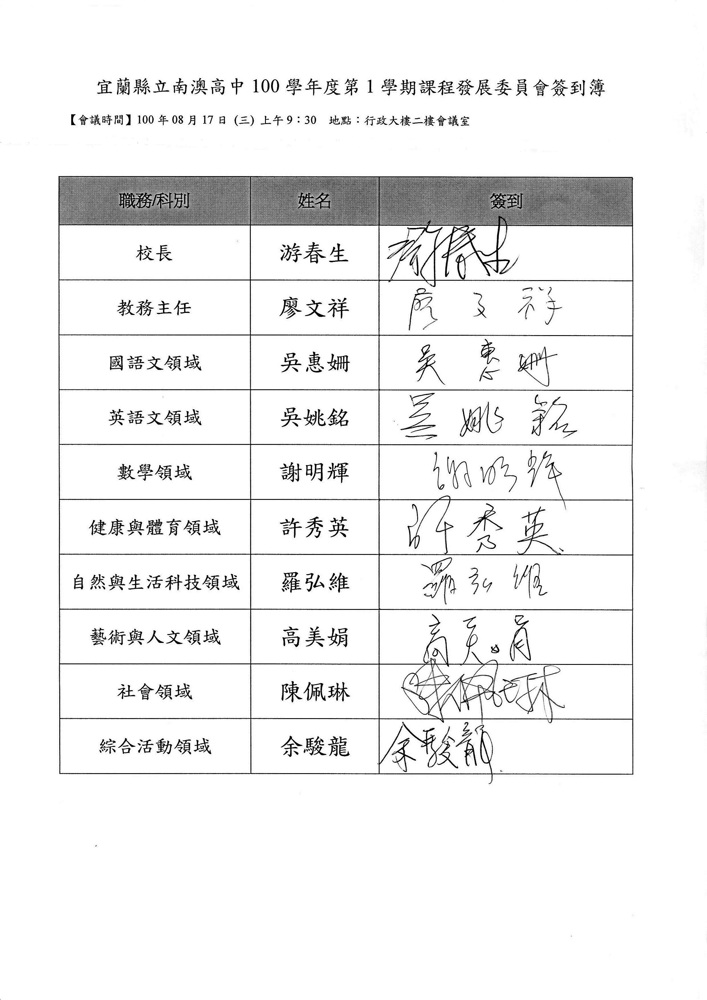 宜蘭縣立南澳高中 100 學年度第 1 學期課程發展委員會簽到簿
【會議時間】100 年 08 月 17 日 (三) 上午 9：30 地點：行政大樓二樓會議室
職務/科別 姓名 簽到
校長 游春生 游春生
教務主任 廖文祥 廖文祥
國語文領域 吳惠姍 吳惠姍
英語文領域 吳姚銘 吳姚銘
數學領域 謝明輝 謝明輝
健康與體育領域 許秀英 許秀英
自然與生活科技領域 羅弘維 羅弘維
藝術與人文領域 高美娟 高美娟
社會領域 陳佩琳 陳佩琳
綜合活動領域 余駿龍 余駿龍